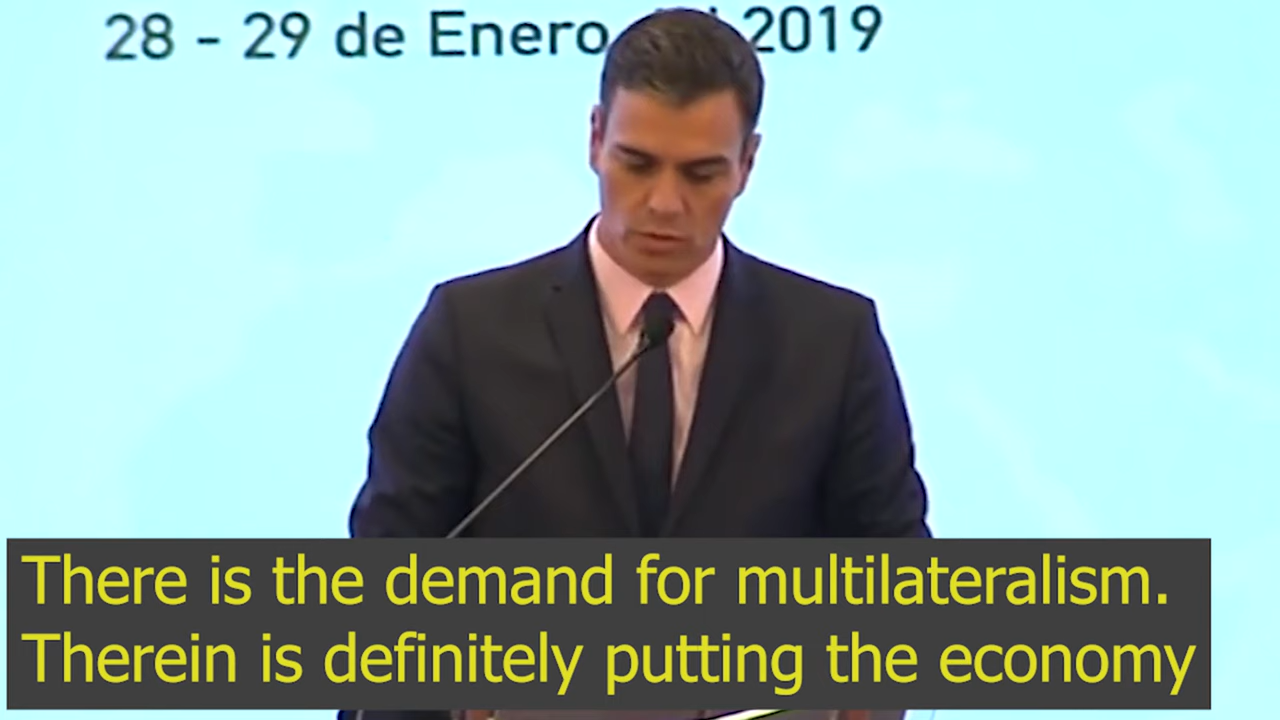 28 - 29 de Enero 2019
There is the demand for multilateralism.
Therein is definitely putting the economy